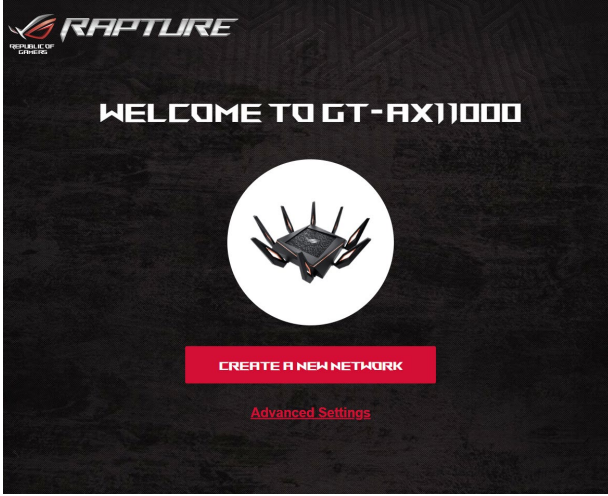 RAPTURE
REPUBLIC OF
GAMERS
WELCOME TO GT-AX11000
CREATE A NEW NETWORK
Advanced Settings